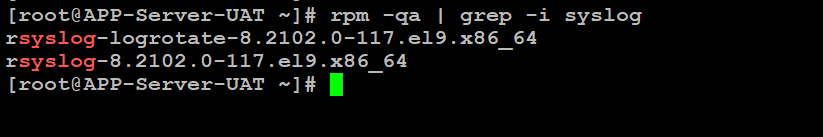 [root@APP-Server-UAT ~]# rpm -qa | grep -i syslog
rsyslog-logrotate-8.2102.0-117.el9.x86_64
rsyslog-8.2102.0-117.el9.x86_64
[root@APP-Server-UAT ~]#